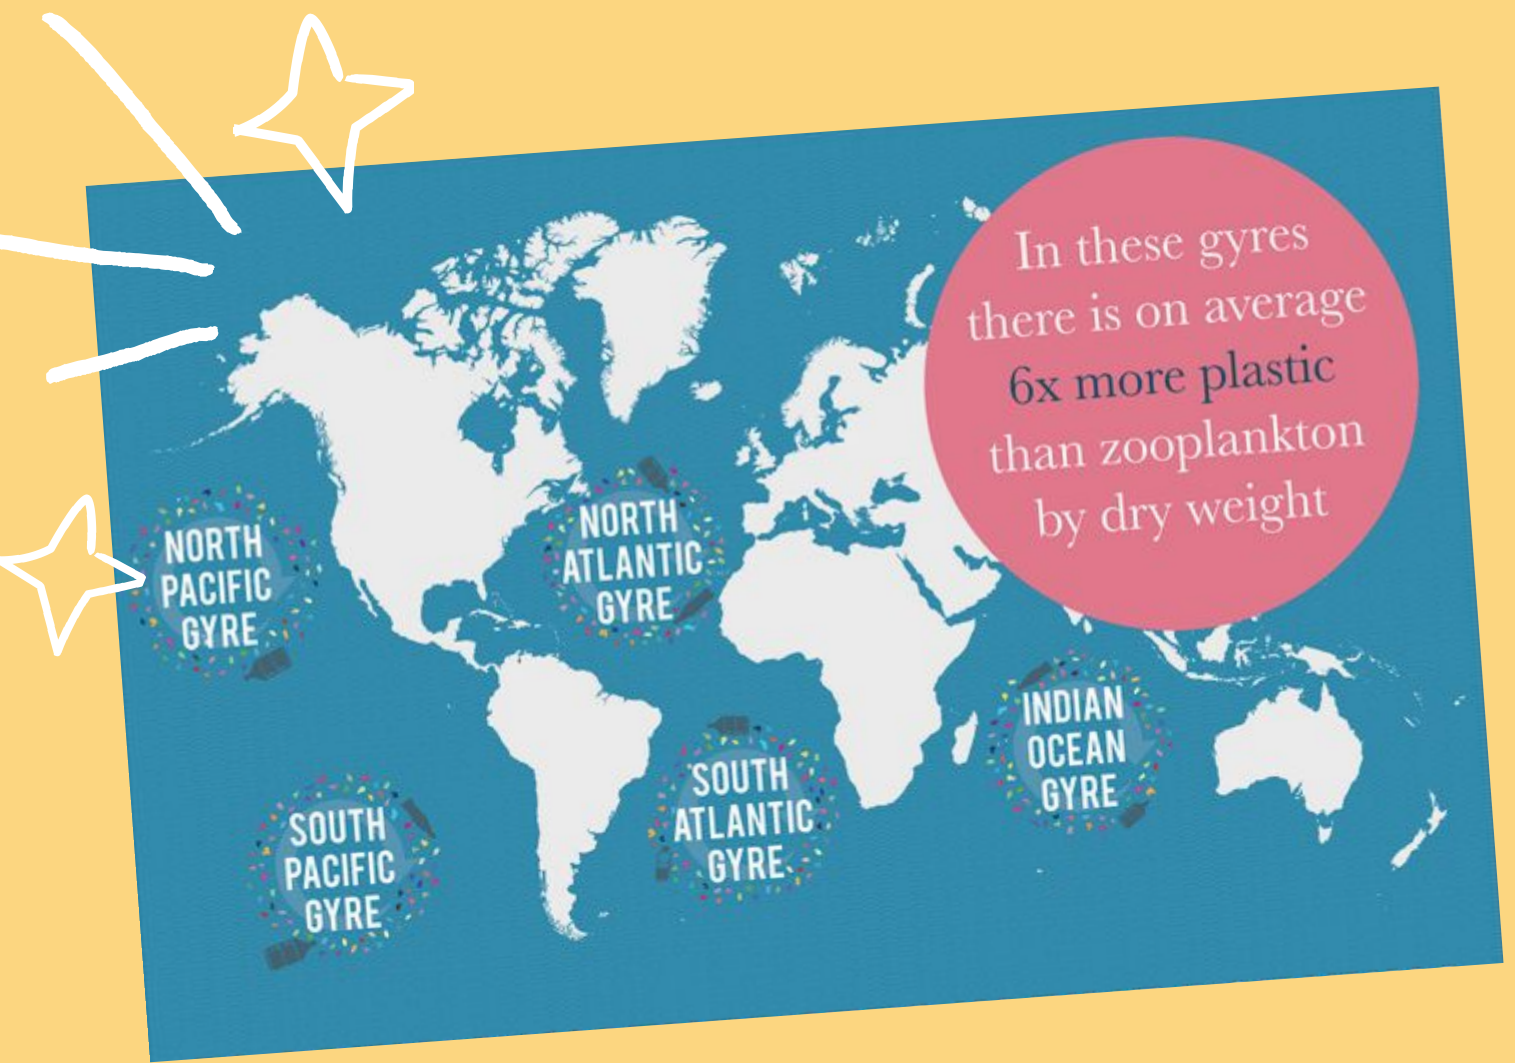 In these gyres
there is on average
6x more plastic
than zooplankton
by dry weight
NORTH
PACIFIC
GYRE
NORTH
ATLANTIC
GYRE
SOUTH
PACIFIC
GYRE
SOUTH
ATLANTIC
GYRE
INDIAN
OCEAN
GYRE